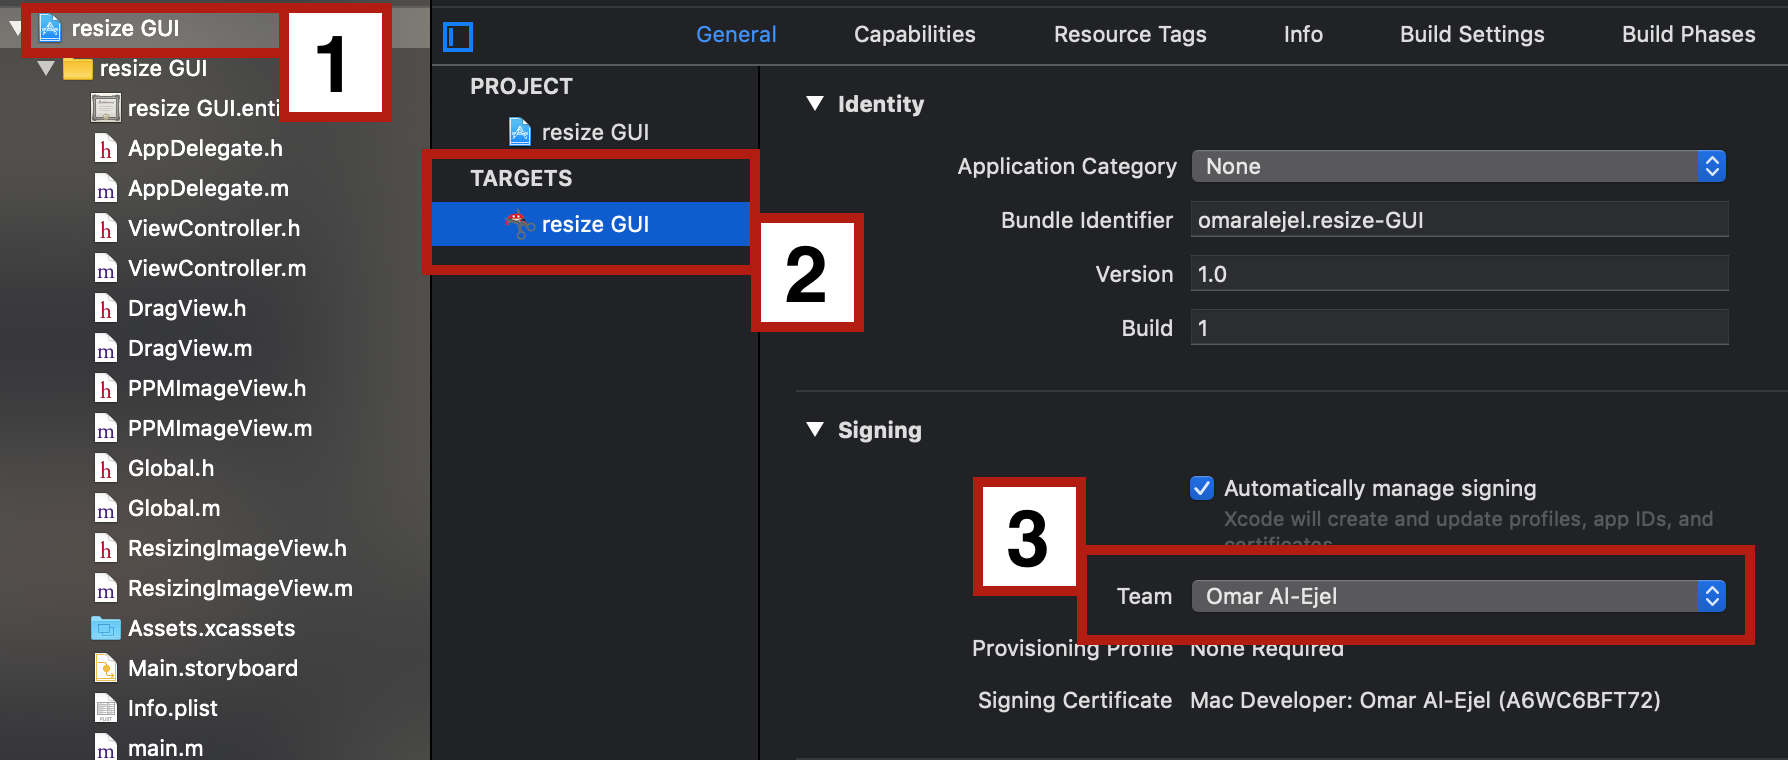 resize GUI
1
resize GUI
resize GUI.enti
AppDelegate.h
AppDelegate.m
ViewController.h
ViewController.m
DragView.h
DragView.m
PPMImageView.h
PPMImageView.m
Global.h
Global.m
ResizingImageView.h
ResizingImageView.m
Assets.xcassets
Main.storyboard
Info.plist
main.m
General Capabilities Resource Tags Info Build Settings Build Phases
PROJECT
resize GUI
TARGETS
resize GUI
2
Identity
Application Category None
Bundle Identifier omaralejel.resize-GUI
Version 1.0
Build 1
Signing
Automatically manage signing
Xcode will create and update profiles, app IDs, and
certificates.
3
Team Omar Al-Ejel
Provisioning Profile None Required
Signing Certificate Mac Developer: Omar Al-Ejel (A6WC6BFT72)